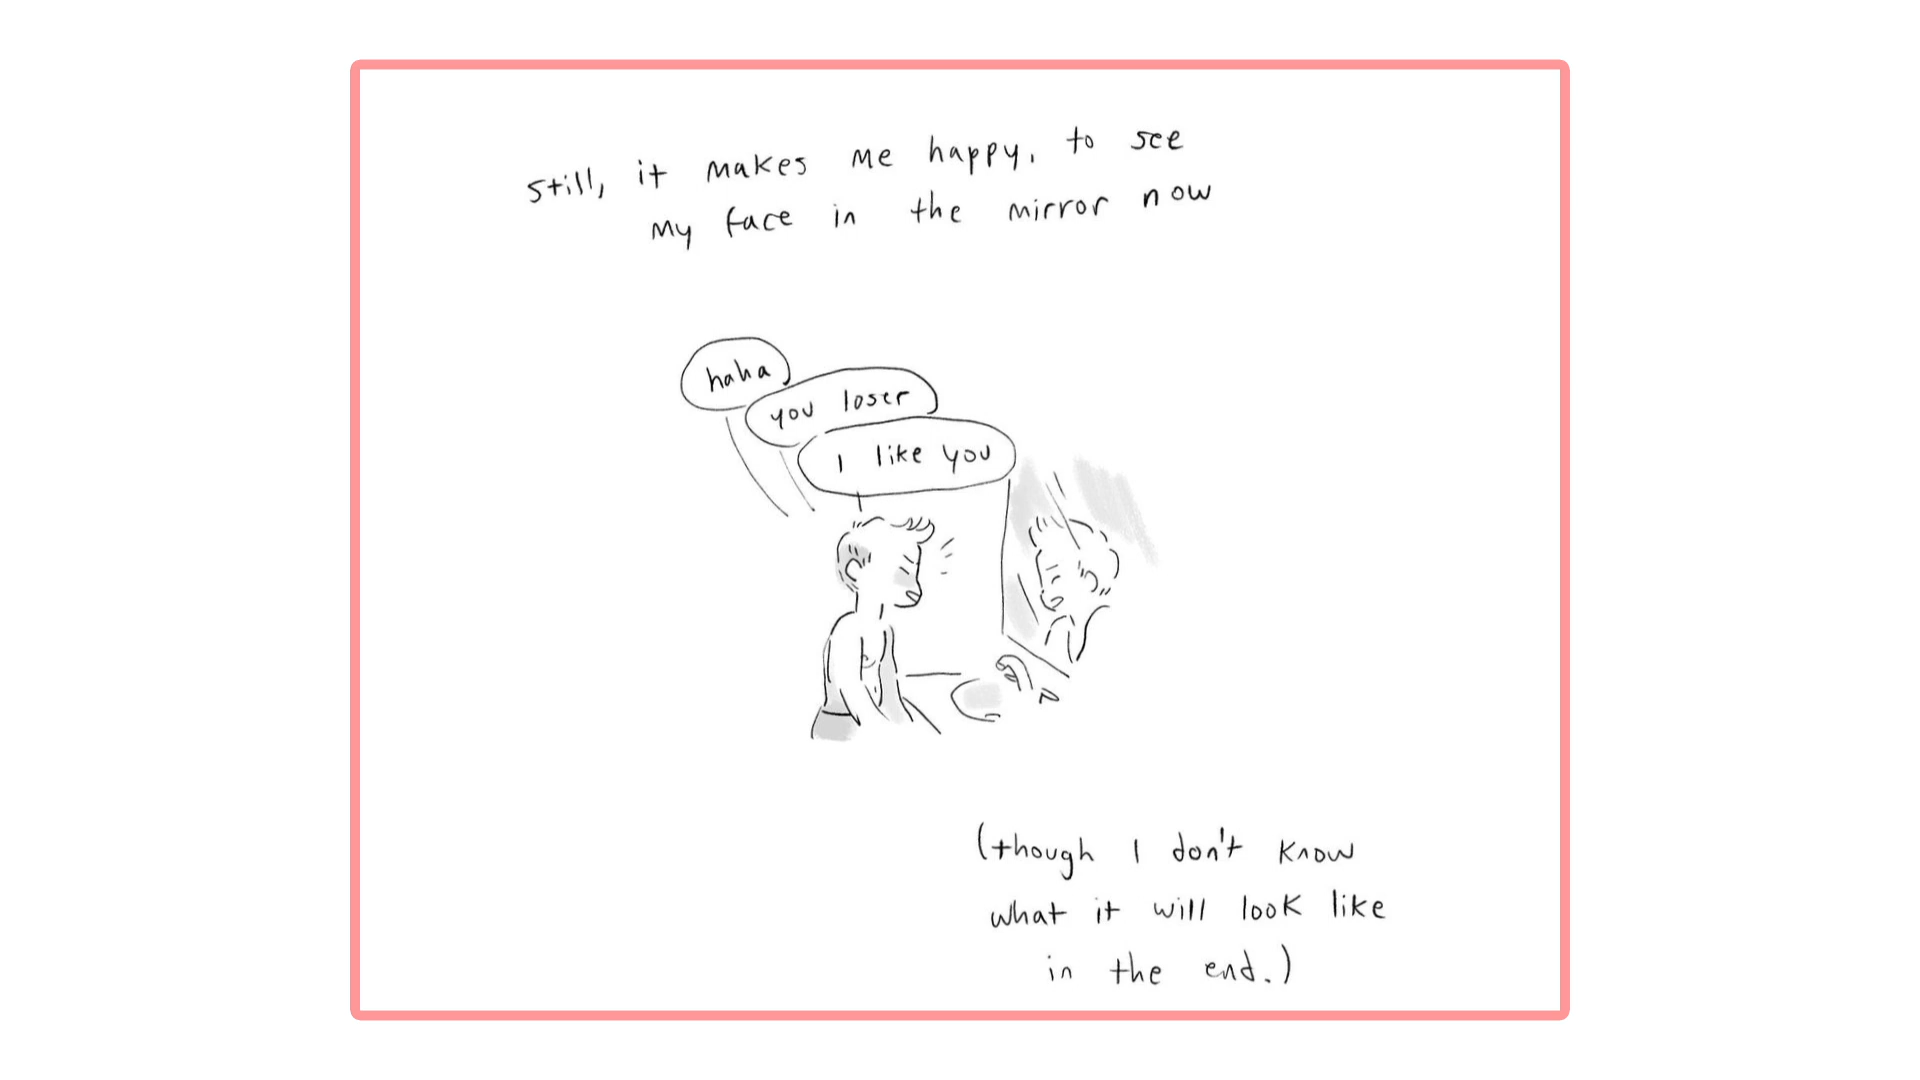 still, it makes me happy, to see
my face in the mirror now
haha
you loser
I like you
(though I don't know
what it will look like
in the end.)